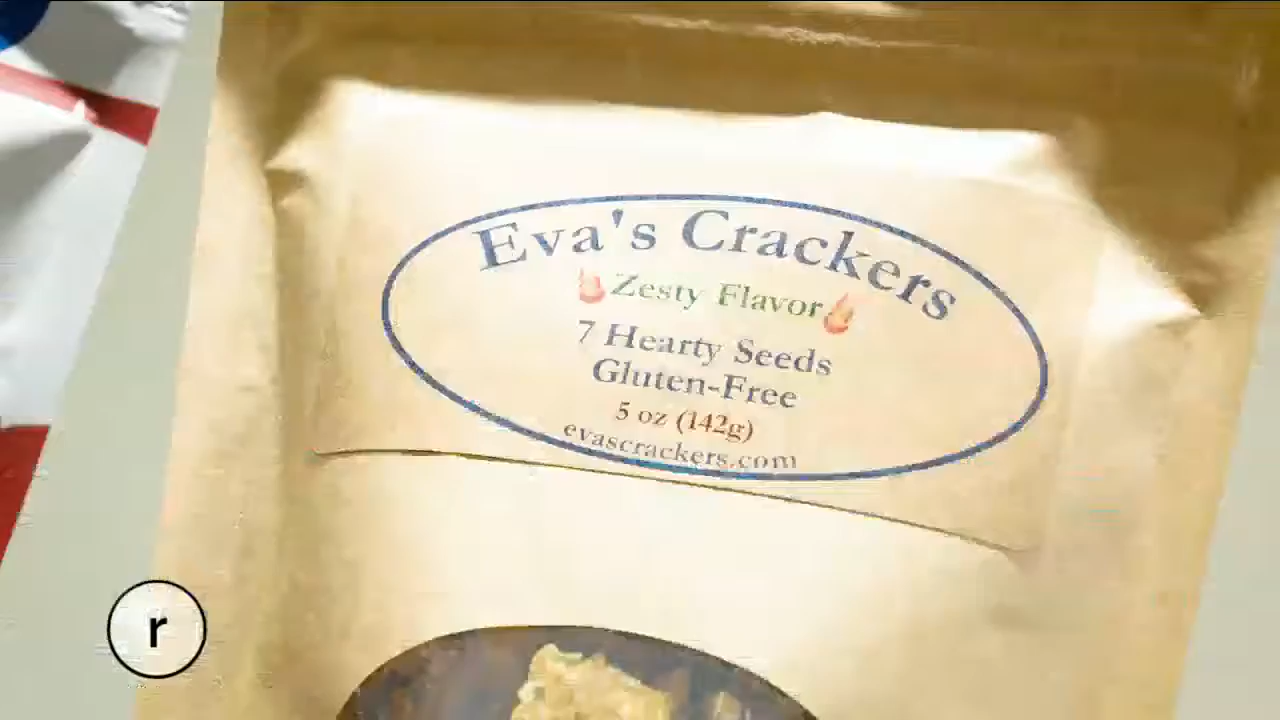 Eva's Crackers
Zesty Flavor
7 Hearty Seeds
Gluten-Free
5 oz (142g)
evascrackers.com
r